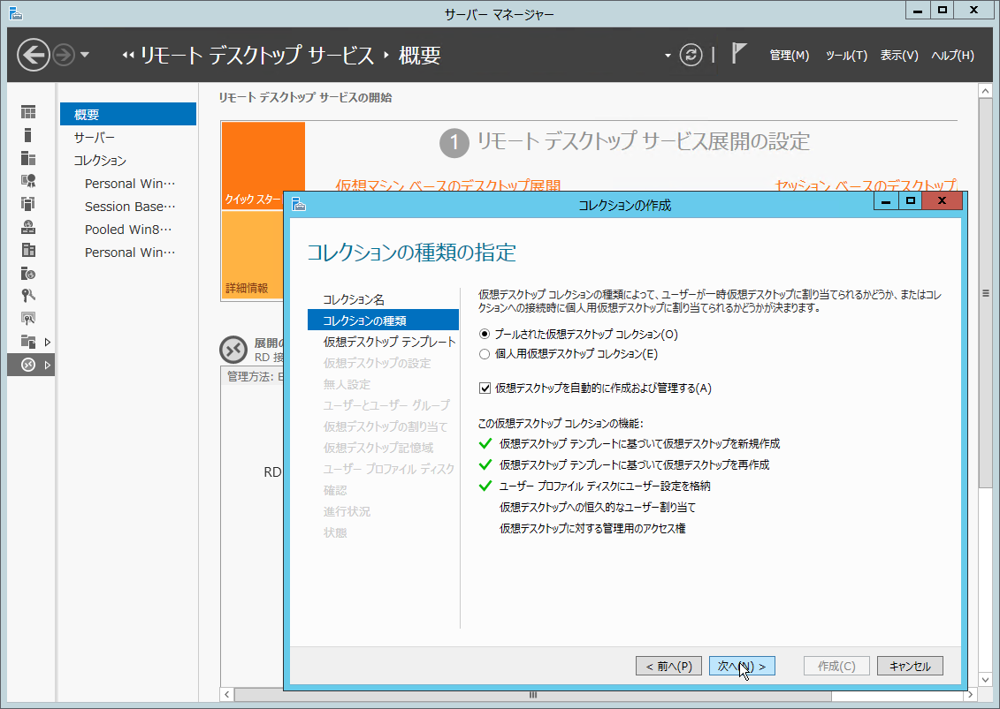 サーバー マネージャー
リモート デスクトップ サービス
概要
管理(M)
ツール(T)
表示(V)
ヘルプ(H)
概要
サーバー
コレクション
Personal Win…
Session Base…
Pooled Win8…
Personal Win…
リモート デスクトップ サービスの開始
1 リモート デスクトップ サービス展開の設定
クイック スター
仮想マシン ベースのデスクトップ展開
セッション ベースのデスクトップ
詳細情報
展開の
RD 接
管理方法: E
RD
コレクションの作成
コレクションの種類の指定
コレクション名
コレクションの種類
仮想デスクトップ テンプレート
仮想デスクトップの設定
無人設定
ユーザーとユーザー グループ
仮想デスクトップの割り当て
仮想デスクトップ記憶域
ユーザー プロファイル ディスク
確認
進行状況
状態
仮想デスクトップ コレクションの種類によって、ユーザーが一時仮想デスクトップに割り当てられるかどうか、またはコレ
クションへの接続時に個人用仮想デスクトップに割り当てられるかどうかが決まります。
プールされた仮想デスクトップ コレクション(O)
個人用仮想デスクトップ コレクション(E)
仮想デスクトップを自動的に作成および管理する(A)
この仮想デスクトップ コレクションの機能:
仮想デスクトップ テンプレートに基づいて仮想デスクトップを新規作成
仮想デスクトップ テンプレートに基づいて仮想デスクトップを再作成
ユーザー プロファイル ディスクにユーザー設定を格納
仮想デスクトップへの恒久的なユーザー割り当て
仮想デスクトップに対する管理用のアクセス権
< 前へ(P)
次へ(N) >
作成(C)
キャンセル